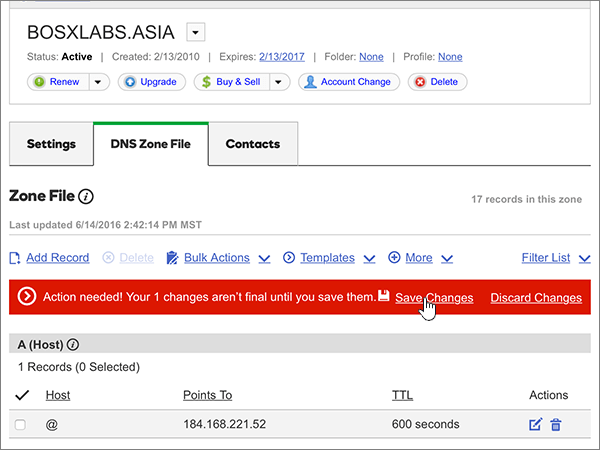 BOSXLABS.ASIA
Status: Active | Created: 2/13/2010 | Expires: 2/13/2017 | Folder: None | Profile: None
Renew Upgrade Buy & Sell Account Change Delete
Settings DNS Zone File Contacts
Zone File 17 records in this zone
Last updated 6/14/2016 2:42:14 PM MST
Add Record Delete Bulk Actions Templates More Filter List
Action needed! Your 1 changes aren't final until you save them. Save Changes Discard Changes
A (Host)
1 Records (0 Selected)
Host Points To TTL Actions
@ 184.168.221.52 600 seconds